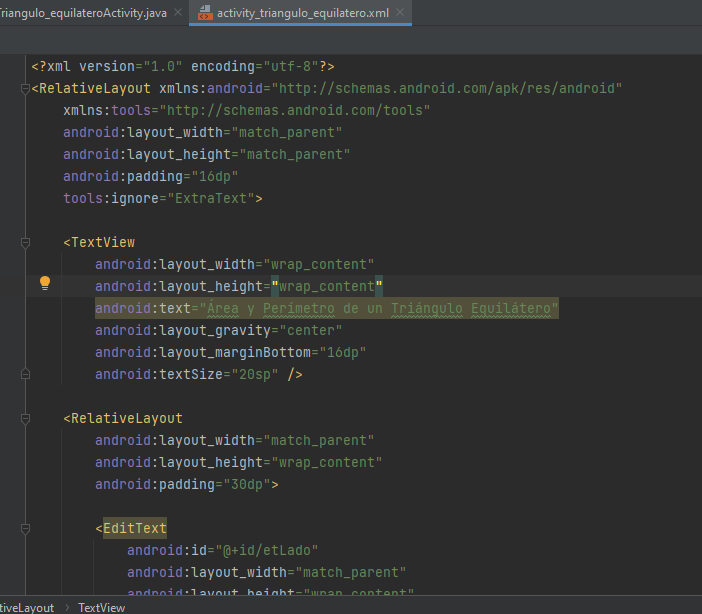 Triangulo_equilateroActivity.java
activity_triangulo_equilatero.xml
<?xml version="1.0" encoding="utf-8"?>
<RelativeLayout xmlns:android="http://schemas.android.com/apk/res/android"
xmlns:tools="http://schemas.android.com/tools"
android:layout_width="match_parent"
android:layout_height="match_parent"
android:padding="16dp"
tools:ignore="ExtraText">
<TextView
android:layout_width="wrap_content"
android:layout_height="wrap_content"
android:text="Área y Perímetro de un Triángulo Equilátero"
android:layout_gravity="center"
android:layout_marginBottom="16dp"
android:textSize="20sp" />
<RelativeLayout
android:layout_width="match_parent"
android:layout_height="wrap_content"
android:padding="30dp">
<EditText
android:id="@+id/etLado"
android:layout_width="match_parent"
android:layout_height="wrap_content"
tiveLayout > TextView